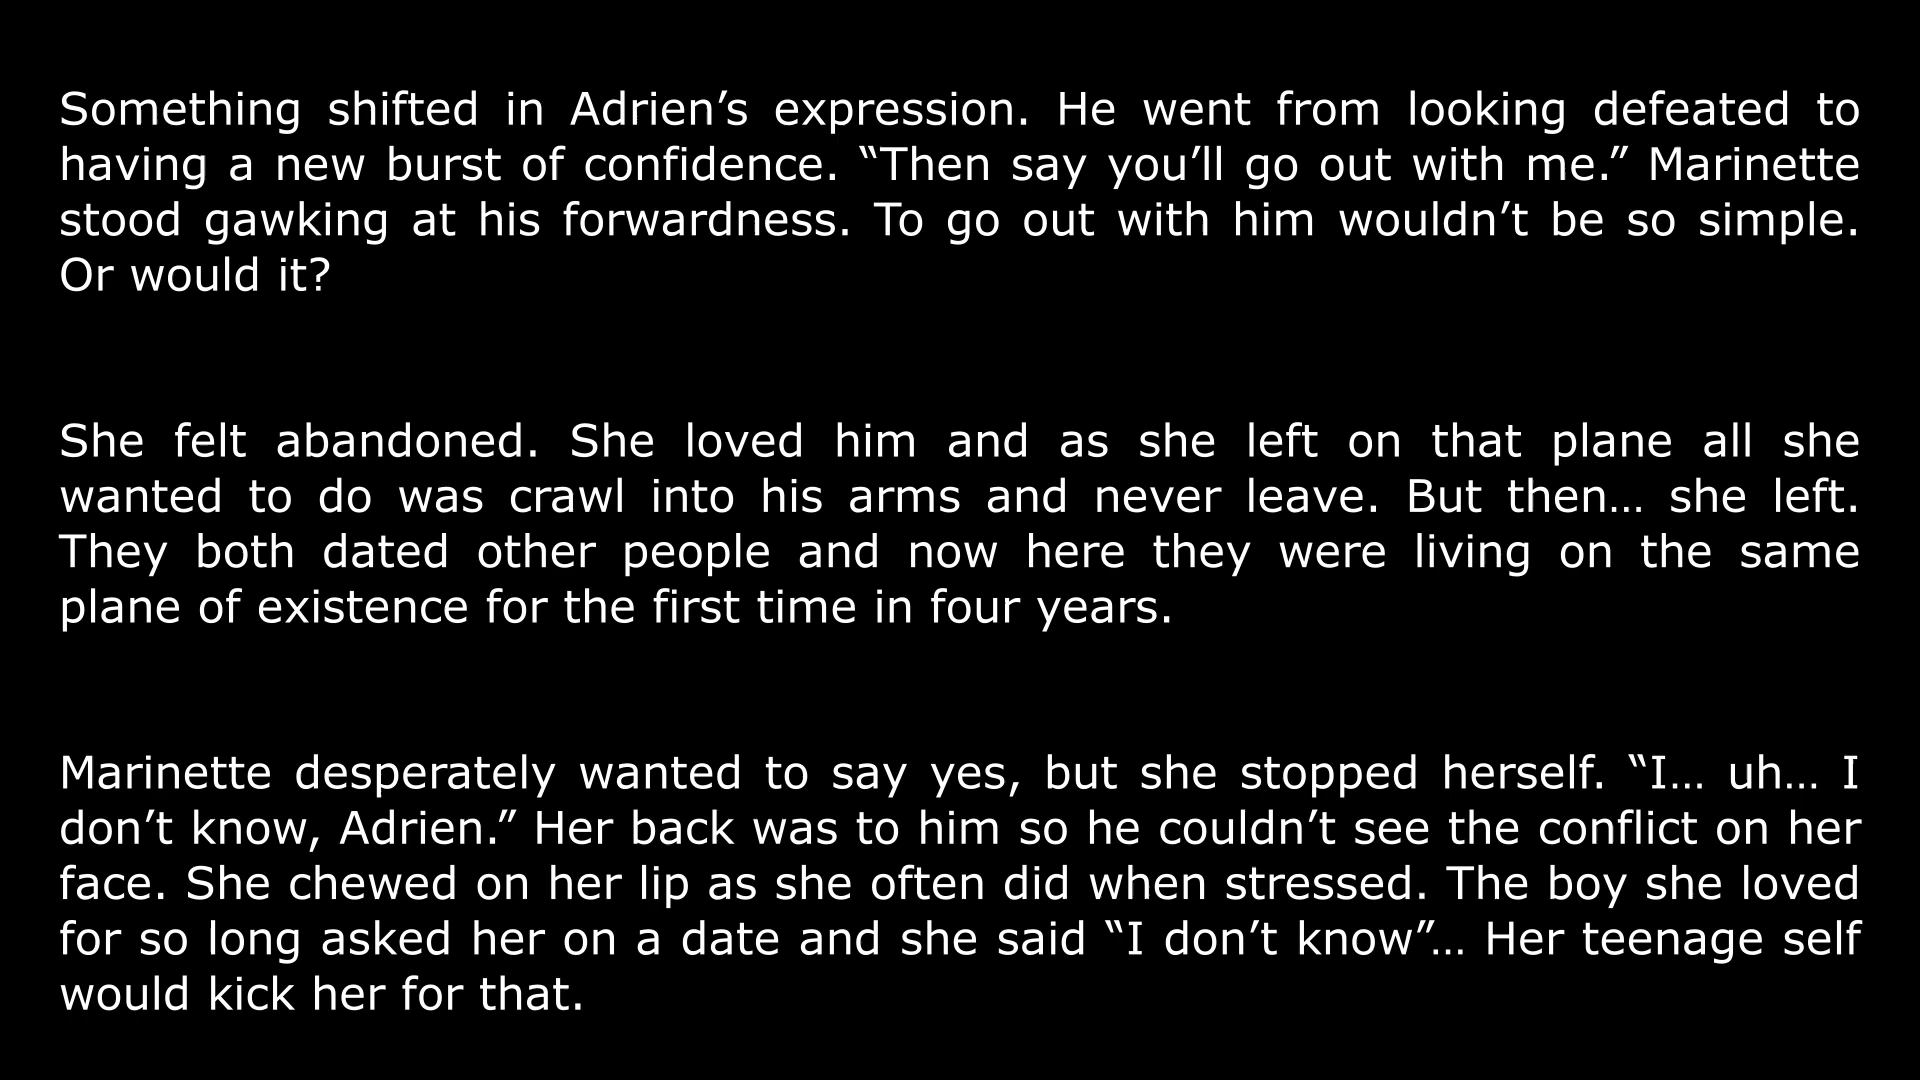 Something shifted in Adrien’s expression. He went from looking defeated to
having a new burst of confidence. “Then say you’ll go out with me.” Marinette
stood gawking at his forwardness. To go out with him wouldn’t be so simple.
Or would it?
She felt abandoned. She loved him and as she left on that plane all she
wanted to do was crawl into his arms and never leave. But then… she left.
They both dated other people and now here they were living on the same
plane of existence for the first time in four years.
Marinette desperately wanted to say yes, but she stopped herself. “I… uh… I
don’t know, Adrien.” Her back was to him so he couldn’t see the conflict on her
face. She chewed on her lip as she often did when stressed. The boy she loved
for so long asked her on a date and she said “I don’t know”… Her teenage self
would kick her for that.